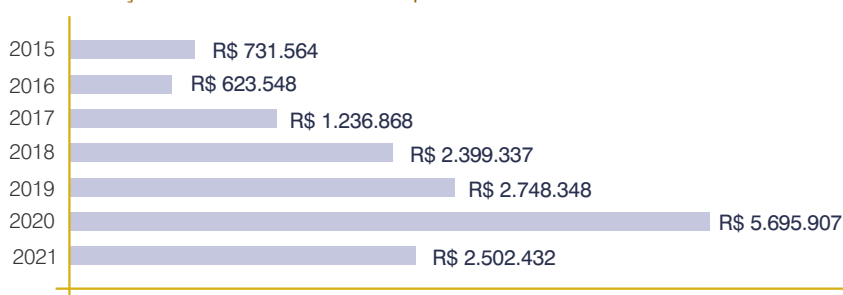 2015 R$ 731.564
2016 R$ 623.548
2017 R$ 1.236.868
2018 R$ 2.399.337
2019 R$ 2.748.348
2020 R$ 5.695.907
2021 R$ 2.502.432